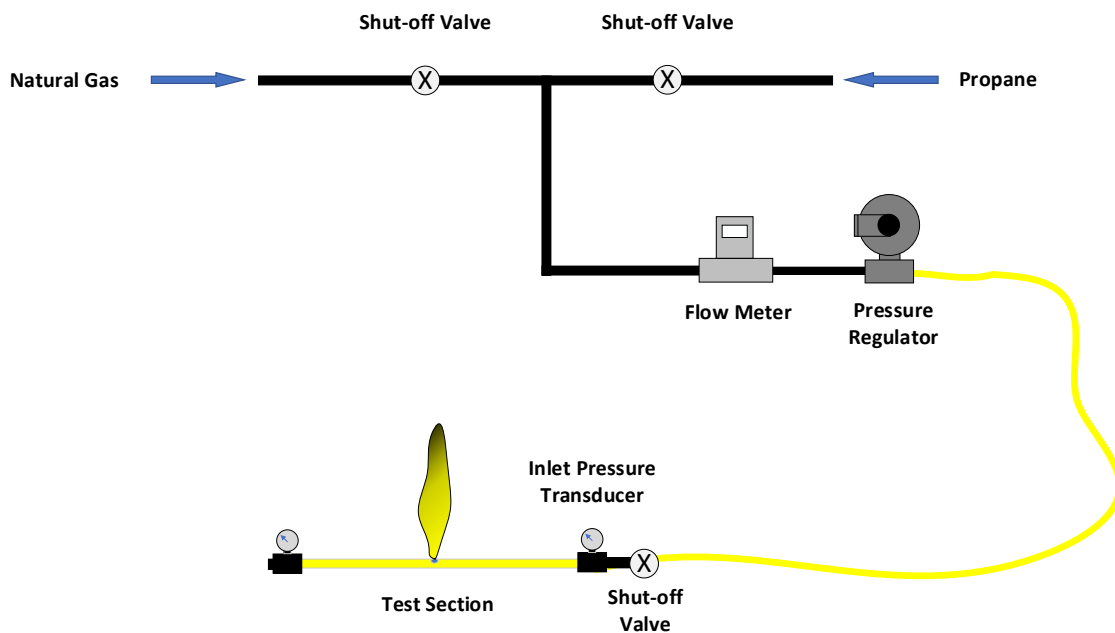 Shut-off Valve
Shut-off Valve
Natural Gas
X
X
Propane
Flow Meter
Pressure
Regulator
Inlet Pressure
Transducer
X
Test Section
Shut-off
Valve